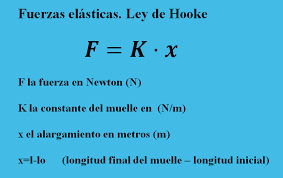 Fuerzas elásticas. Ley de Hooke
F = K · x
F la fuerza en Newton (N)
K la constante del muelle en (N/m)
x el alargamiento en metros (m)
x=l-lo (longitud final del muelle – longitud inicial)